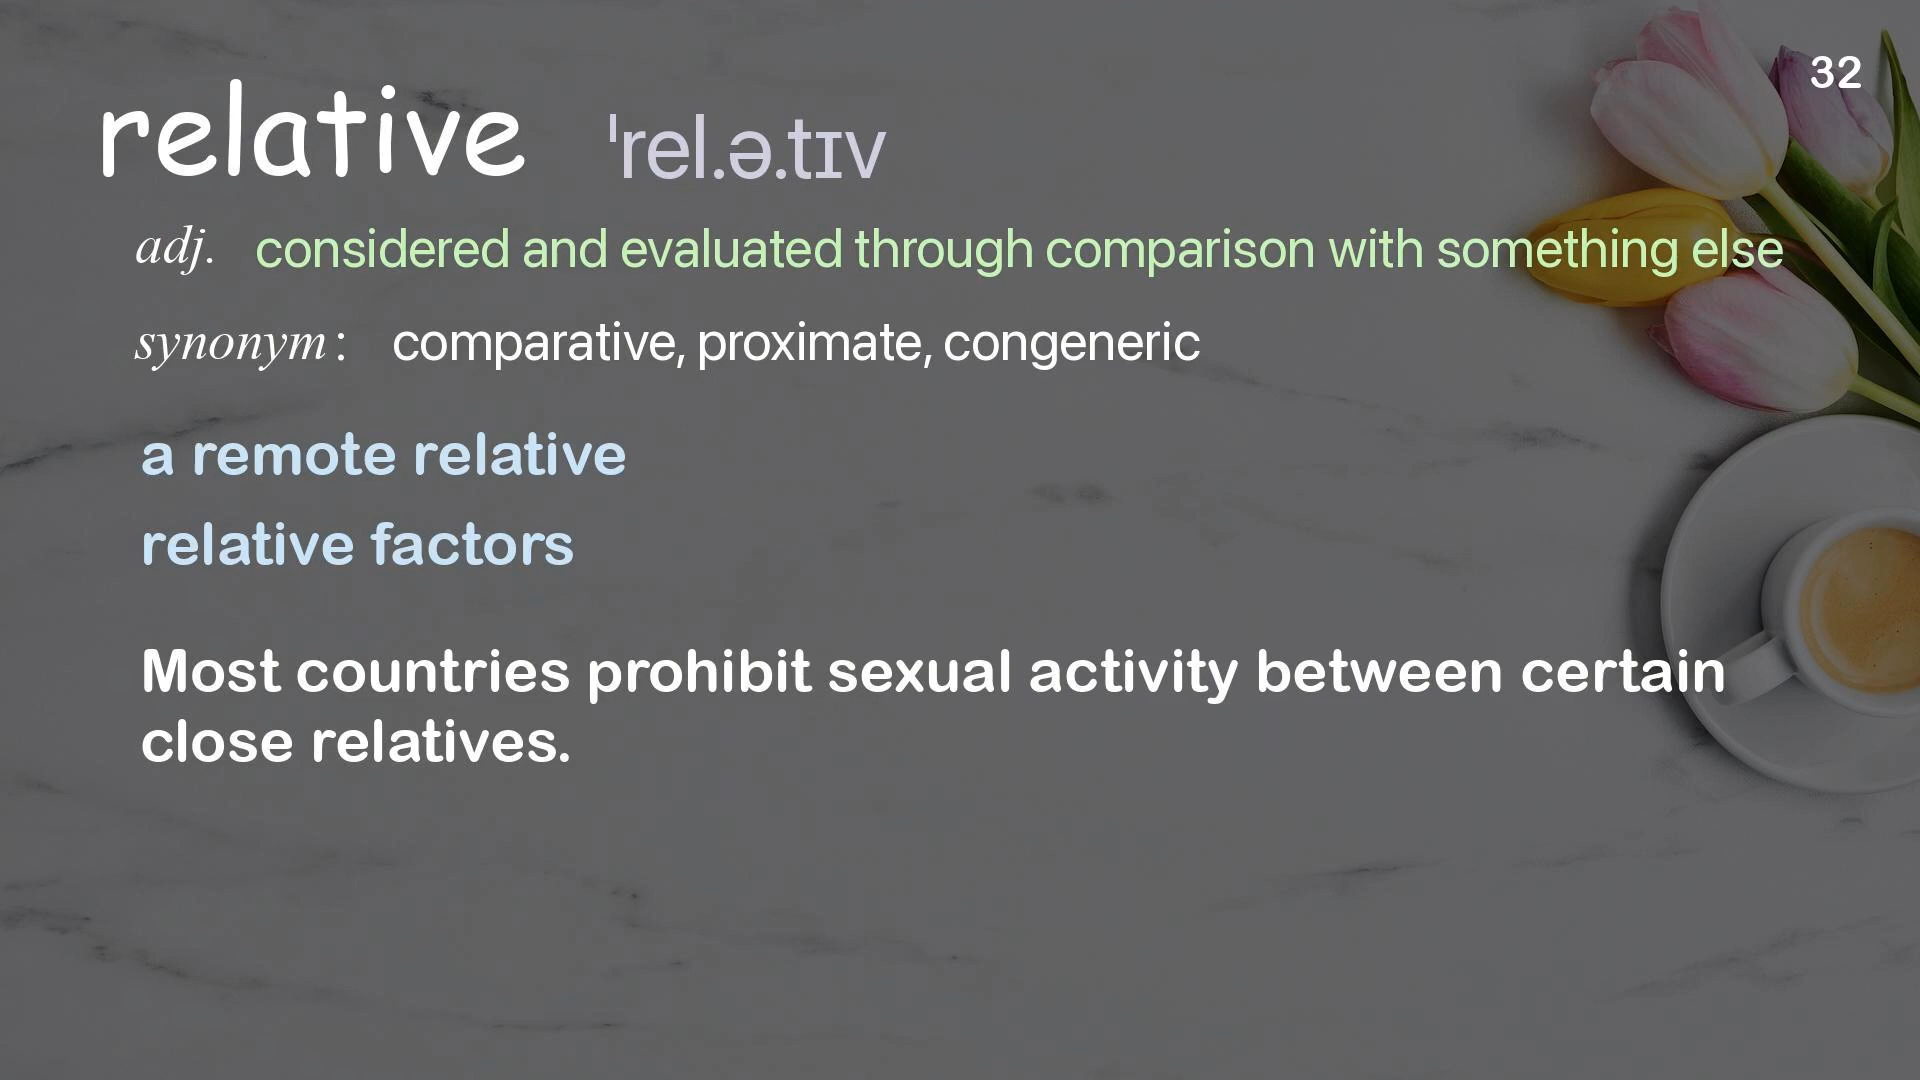 32
relative ˈrel.ə.tɪv
adj. considered and evaluated through comparison with something else
synonym: comparative, proximate, congeneric
a remote relative
relative factors
Most countries prohibit sexual activity between certain
close relatives.